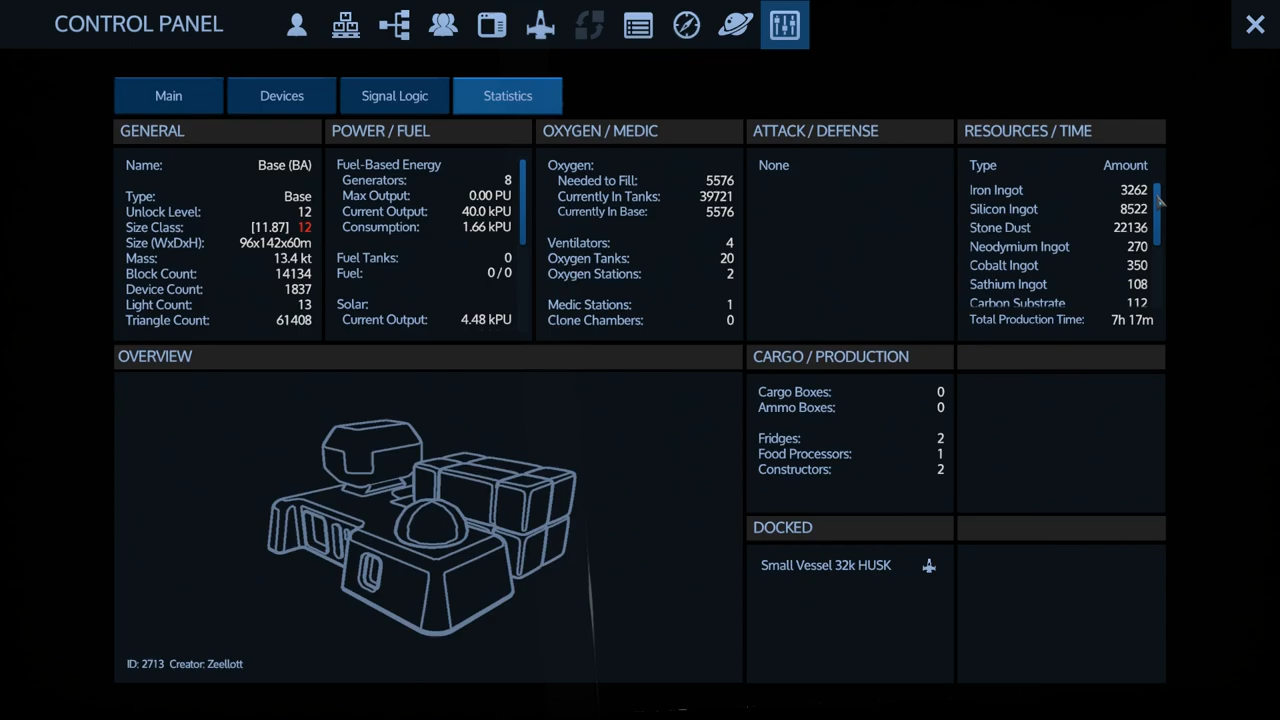 CONTROL PANEL
Main
Devices
Signal Logic
Statistics
GENERAL
Name: Base (BA)
Type: Base
Unlock Level: 12
Size Class: [11.87] 12
Size (WxDxH): 96x142x60m
Mass: 13.4 kt
Block Count: 14134
Device Count: 1837
Light Count: 13
Triangle Count: 61408
POWER / FUEL
Fuel-Based Energy
Generators: 8
Max Output: 0.00 PU
Current Output: 40.0 kPU
Consumption: 1.66 kPU
Fuel Tanks: 0
Fuel: 0 / 0
Solar:
Current Output: 4.48 kPU
OXYGEN / MEDIC
Oxygen:
Needed to Fill: 5576
Currently In Tanks: 39721
Currently In Base: 5576
Ventilators: 4
Oxygen Tanks: 20
Oxygen Stations: 2
Medic Stations: 1
Clone Chambers: 0
ATTACK / DEFENSE
None
RESOURCES / TIME
Type Amount
Iron Ingot 3262
Silicon Ingot 8522
Stone Dust 22136
Neodymium Ingot 270
Cobalt Ingot 350
Sathium Ingot 108
Carbon Substrate 112
Total Production Time: 7h 17m
OVERVIEW
ID: 2713 Creator: Zeellott
CARGO / PRODUCTION
Cargo Boxes: 0
Ammo Boxes: 0
Fridges: 2
Food Processors: 1
Constructors: 2
DOCKED
Small Vessel 32k HUSK